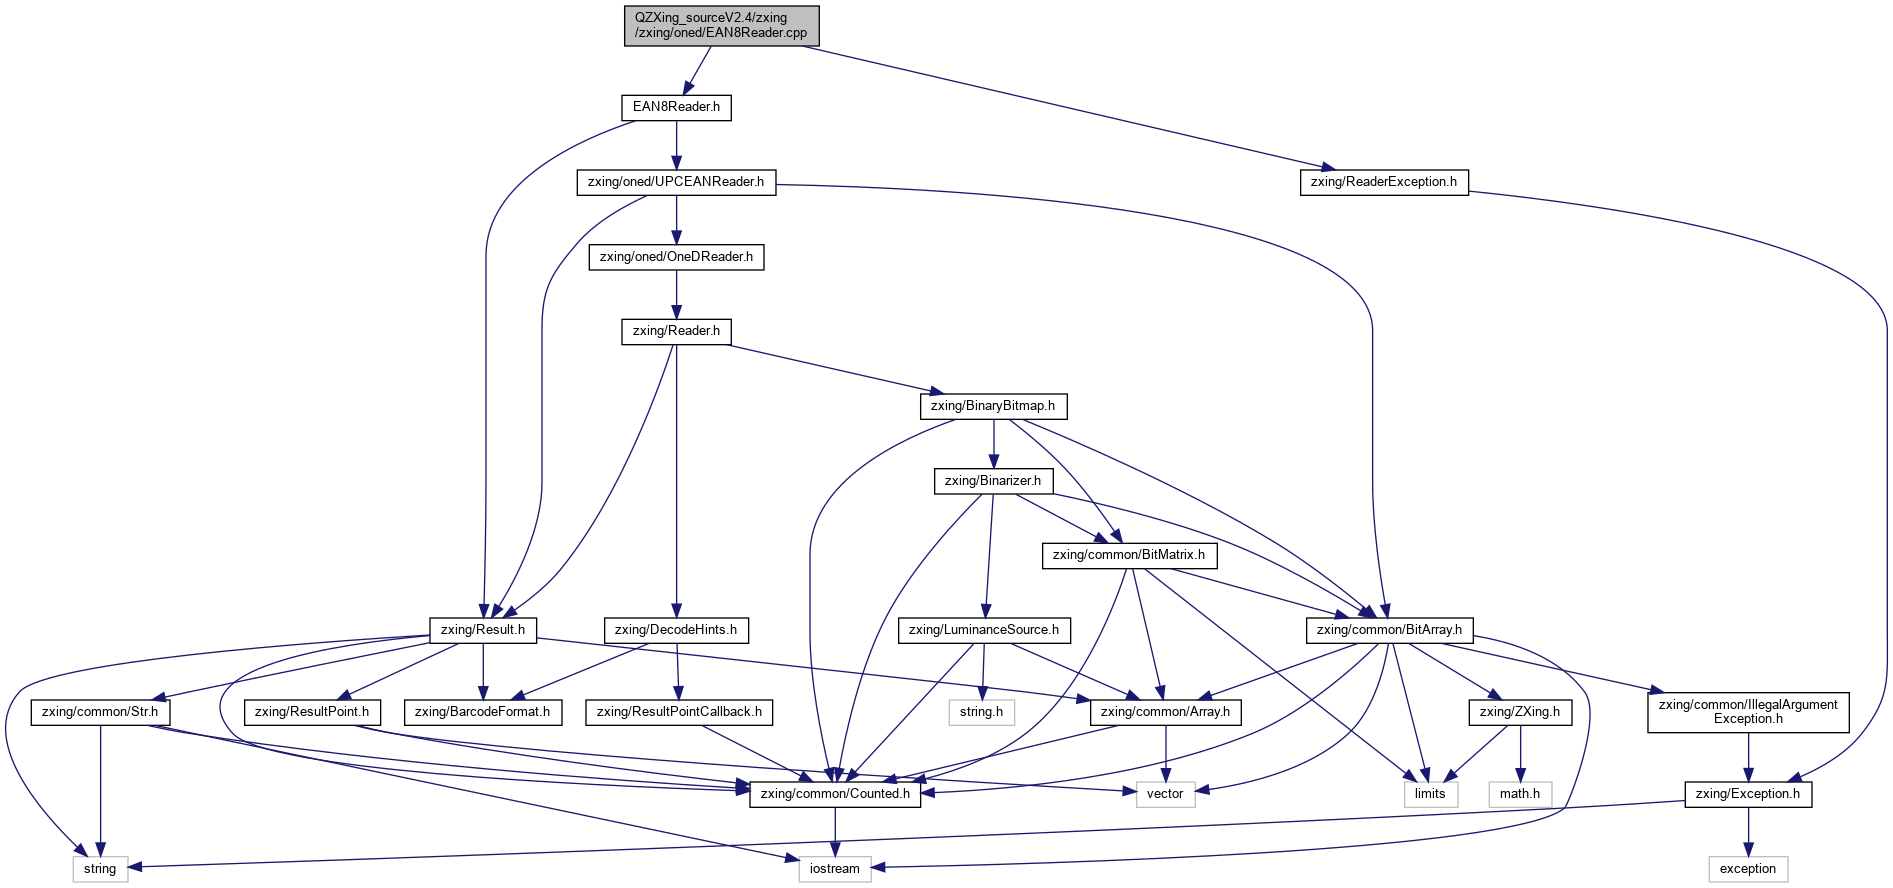 QZXing_sourceV2.4/zxing
/zxing/oned/EAN8Reader.cpp
EAN8Reader.h
zxing/oned/UPCEANReader.h
zxing/ReaderException.h
zxing/oned/OneDReader.h
zxing/Reader.h
zxing/BinaryBitmap.h
zxing/Binarizer.h
zxing/common/BitMatrix.h
zxing/Result.h
zxing/DecodeHints.h
zxing/LuminanceSource.h
zxing/common/BitArray.h
zxing/common/Str.h
zxing/ResultPoint.h
zxing/BarcodeFormat.h
zxing/ResultPointCallback.h
string.h
zxing/common/Array.h
zxing/ZXing.h
zxing/common/IllegalArgument
Exception.h
zxing/common/Counted.h
vector
limits
math.h
zxing/Exception.h
string
iostream
exception